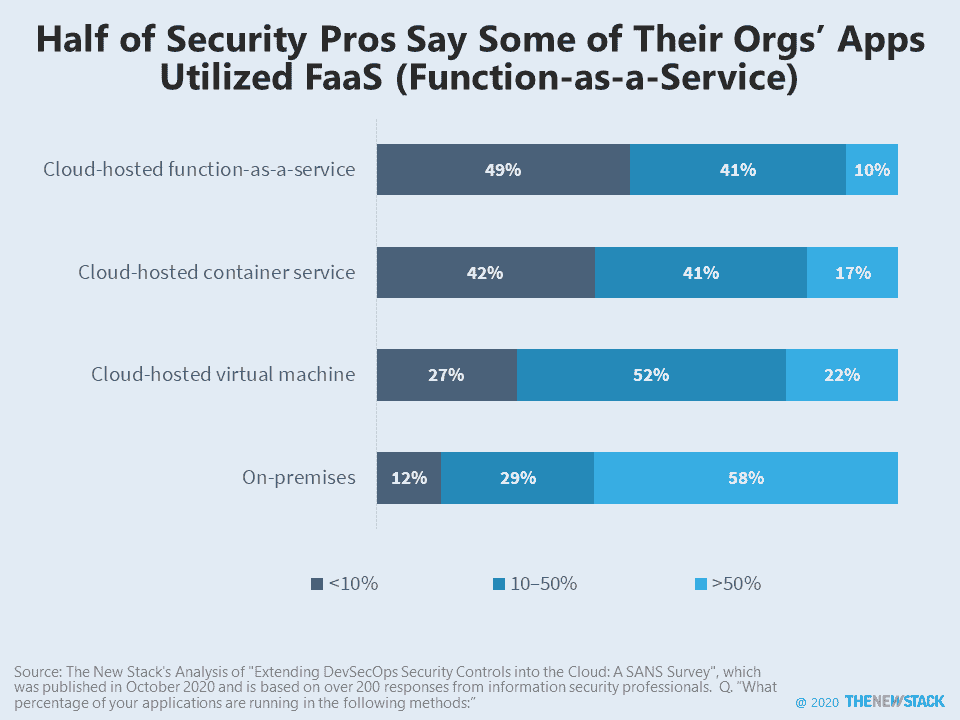 Half of Security Pros Say Some of Their Orgs’ Apps
Utilized FaaS (Function-as-a-Service)
Cloud-hosted function-as-a-service
49%
41%
10%
Cloud-hosted container service
42%
41%
17%
Cloud-hosted virtual machine
27%
52%
22%
On-premises
12%
29%
58%
<10%
10–50%
>50%
Source: The New Stack's Analysis of "Extending DevSecOps Security Controls into the Cloud: A SANS Survey", which
was published in October 2020 and is based on over 200 responses from information security professionals. Q. “What
percentage of your applications are running in the following methods:”
@ 2020 THENEWSTACK